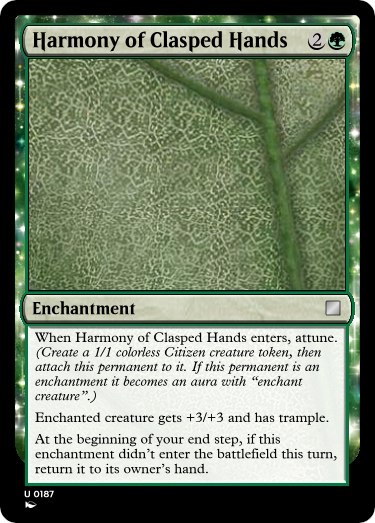 Harmony of Clasped Hands 2
Enchantment
When Harmony of Clasped Hands enters, attune.
(Create a 1/1 colorless Citizen creature token, then
attach this permanent to it. If this permanent is an
enchantment it becomes an aura with “enchant
creature”.)
Enchanted creature gets +3/+3 and has trample.
At the beginning of your end step, if this
enchantment didn’t enter the battlefield this turn,
return it to its owner’s hand.
U 0187